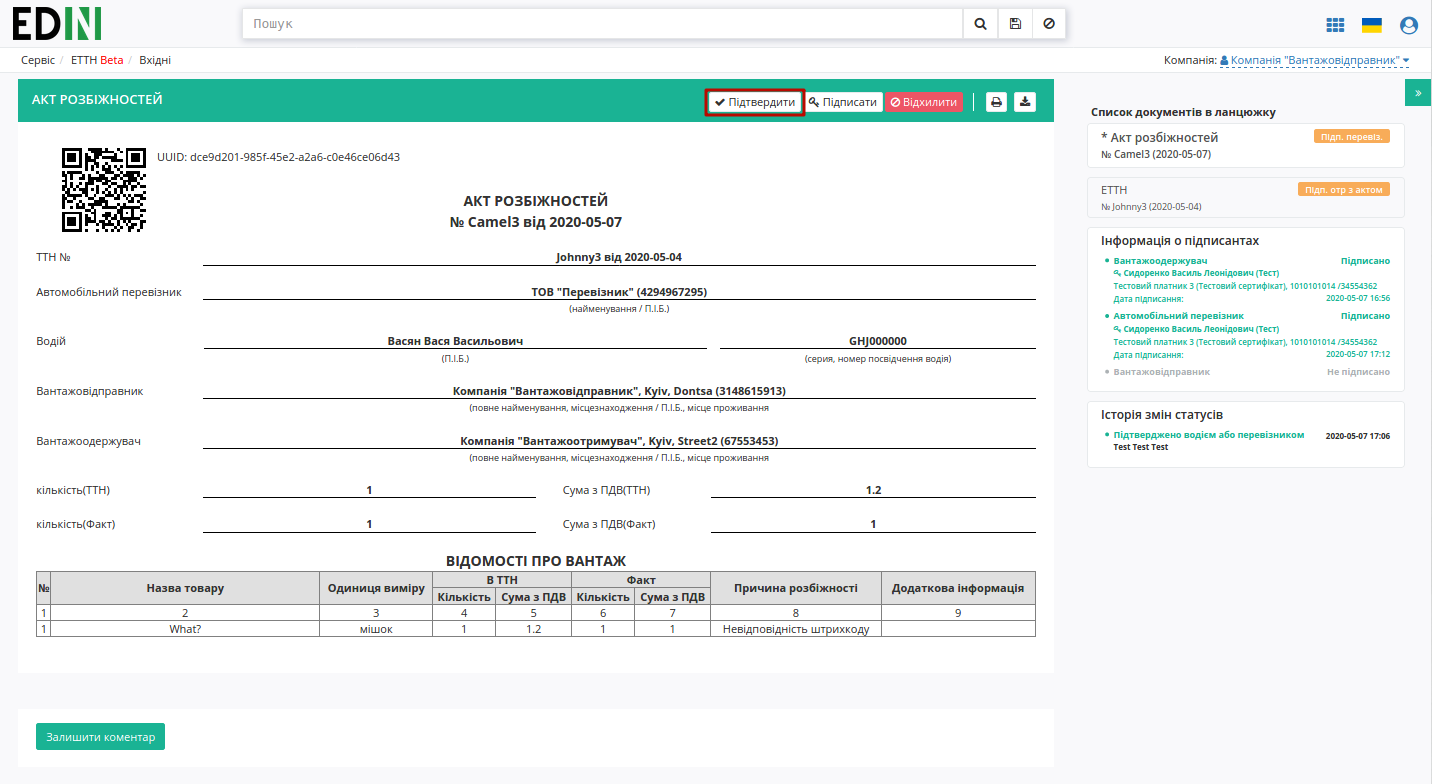 EDIN
Пошук
Сервіс / ЕТТН Beta / Вхідні
Компанія: Компанія "Вантажовідправник"
АКТ РОЗБІЖНОСТЕЙ
Підтвердити
Підписати
Відхилити
»
UUID: dce9d201-985f-45e2-a2a6-c0e46ce06d43
АКТ РОЗБІЖНОСТЕЙ
№ Camel3 від 2020-05-07
ТТН № Johnny3 від 2020-05-04
Автомобільний перевізник ТОВ "Перевізник" (4294967295)
(найменування / П.І.Б.)
Водій Васян Вася Васильович GHJ000000
(П.І.Б.) (серия, номер посвідчення водія)
Вантажовідправник Компанія "Вантажовідправник", Kyiv, Dontsa (3148615913)
(повне найменування, місцезнаходження / П.І.Б., місце проживання
Вантажоодержувач Компанія "Вантажоотримувач", Kyiv, Street2 (67553453)
(повне найменування, місцезнаходження / П.І.Б., місце проживання
кількість(ТТН) 1 Сума з ПДВ(ТТН) 1.2
кількість(Факт) 1 Сума з ПДВ(Факт) 1
ВІДОМОСТІ ПРО ВАНТАЖ
№ Назва товару Одиниця виміру В ТТН Факт Причина розбіжності Додаткова інформація
Кількість Сума з ПДВ Кількість Сума з ПДВ
1 2 3 4 5 6 7 8 9
1 What? мішок 1 1.2 1 1 Невідповідність штрихкоду
Залишити коментар
Список документів в ланцюжку
* Акт розбіжностей Підп. перевіз.
№ Camel3 (2020-05-07)
ЕТТН Підп. отр з актом
№ Johnny3 (2020-05-04)
Інформація о підписантах
Вантажоодержувач Підписано
Сидоренко Василь Леонідович (Тест)
Тестовий платник 3 (Тестовий сертифікат), 1010101014 /34554362
Дата підписання: 2020-05-07 16:56
Автомобільний перевізник Підписано
Сидоренко Василь Леонідович (Тест)
Тестовий платник 3 (Тестовий сертифікат), 1010101014 /34554362
Дата підписання: 2020-05-07 17:12
Вантажовідправник Не підписано
Історія змін статусів
Підтверджено водієм або перевізником 2020-05-07 17:06
Test Test Test